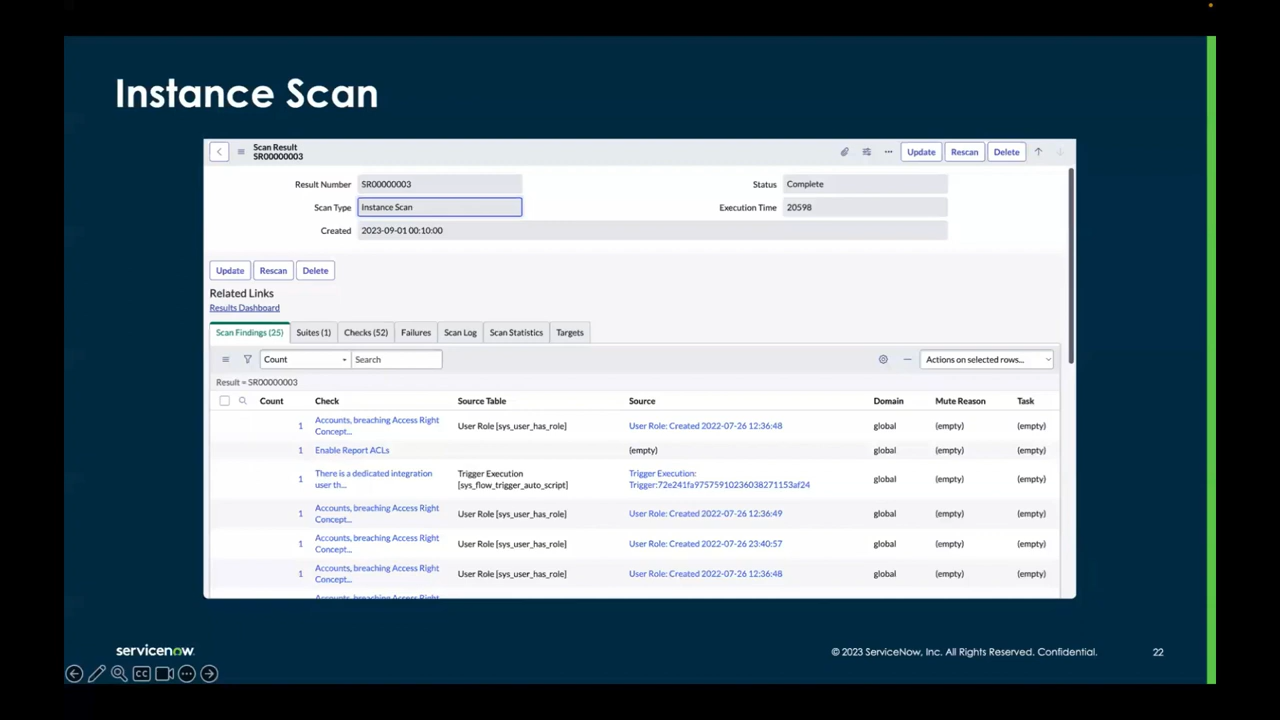 Instance Scan
Scan Result
SR00000003
Update Rescan Delete
Result Number SR00000003 Status Complete
Scan Type Instance Scan Execution Time 20598
Created 2023-09-01 00:10:00
Update Rescan Delete
Related Links
Results Dashboard
Scan Findings (25) Suites (1) Checks (52) Failures Scan Log Scan Statistics Targets
Count Search Actions on selected rows...
Result = SR00000003
Count Check Source Table Source Domain Mute Reason Task
1 Accounts, breaching Access Right Concept... User Role [sys_user_has_role] User Role: Created 2022-07-26 12:36:48 global (empty) (empty)
1 Enable Report ACLs (empty) global (empty) (empty)
1 There is a dedicated integration user th... Trigger Execution [sys_flow_trigger_auto_script] Trigger Execution: Trigger:72e241fa97575910236038271153af24 global (empty) (empty)
1 Accounts, breaching Access Right Concept... User Role [sys_user_has_role] User Role: Created 2022-07-26 12:36:49 global (empty) (empty)
1 Accounts, breaching Access Right Concept... User Role [sys_user_has_role] User Role: Created 2022-07-26 23:40:57 global (empty) (empty)
1 Accounts, breaching Access Right Concept... User Role [sys_user_has_role] User Role: Created 2022-07-26 12:36:48 global (empty) (empty)
Accounts, breaching Access Right
servicenow © 2023 ServiceNow, Inc. All Rights Reserved. Confidential. 22
CC